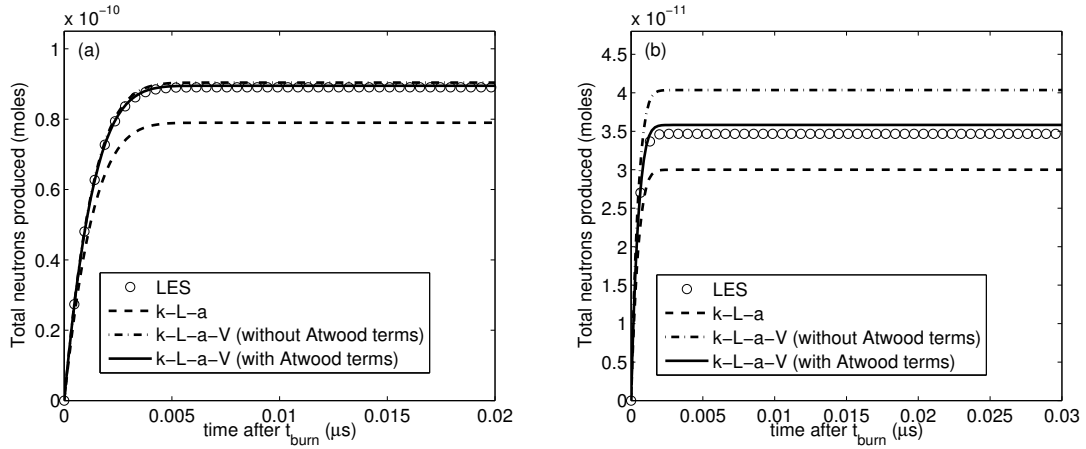 x 10⁻¹⁰
(a)
1
0.8
0.6
0.4
0.2
0
Total neutrons produced (moles)
LES
k−L−a
k−L−a−V (without Atwood terms)
k−L−a−V (with Atwood terms)
0 0.005 0.01 0.015 0.02
time after t_burn (μs)
x 10⁻¹¹
(b)
5
4.5
4
3.5
3
2.5
2
1.5
1
0.5
0
Total neutrons produced (moles)
LES
k−L−a
k−L−a−V (without Atwood terms)
k−L−a−V (with Atwood terms)
0 0.005 0.01 0.015 0.02 0.025 0.03
time after t_burn (μs)